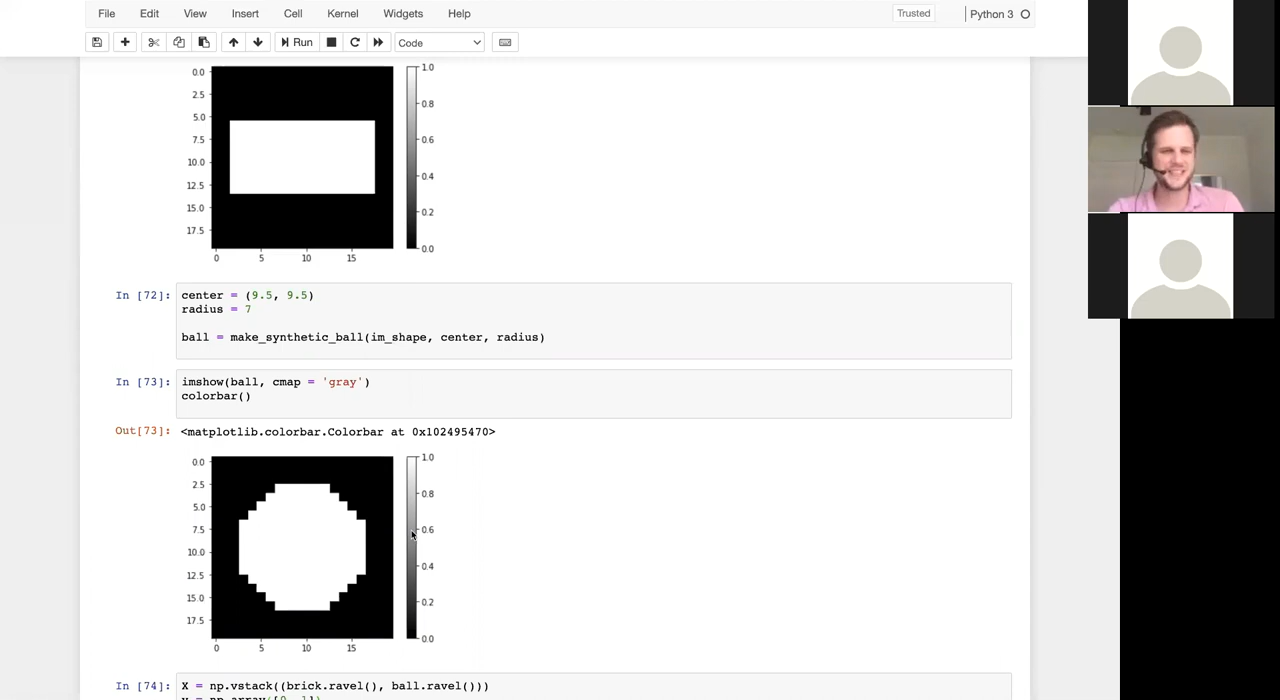 File Edit View Insert Cell Kernel Widgets Help Trusted Python 3
Run Code
0.0
2.5
5.0
7.5
10.0
12.5
15.0
17.5
0 5 10 15
1.0
0.8
0.6
0.4
0.2
0.0
In [72]: center = (9.5, 9.5)
radius = 7
ball = make_synthetic_ball(im_shape, center, radius)
In [73]: imshow(ball, cmap = 'gray')
colorbar()
Out[73]: <matplotlib.colorbar.Colorbar at 0x102495470>
0.0
2.5
5.0
7.5
10.0
12.5
15.0
17.5
0 5 10 15
1.0
0.8
0.6
0.4
0.2
0.0
In [74]: X = np.vstack((brick.ravel(), ball.ravel()))